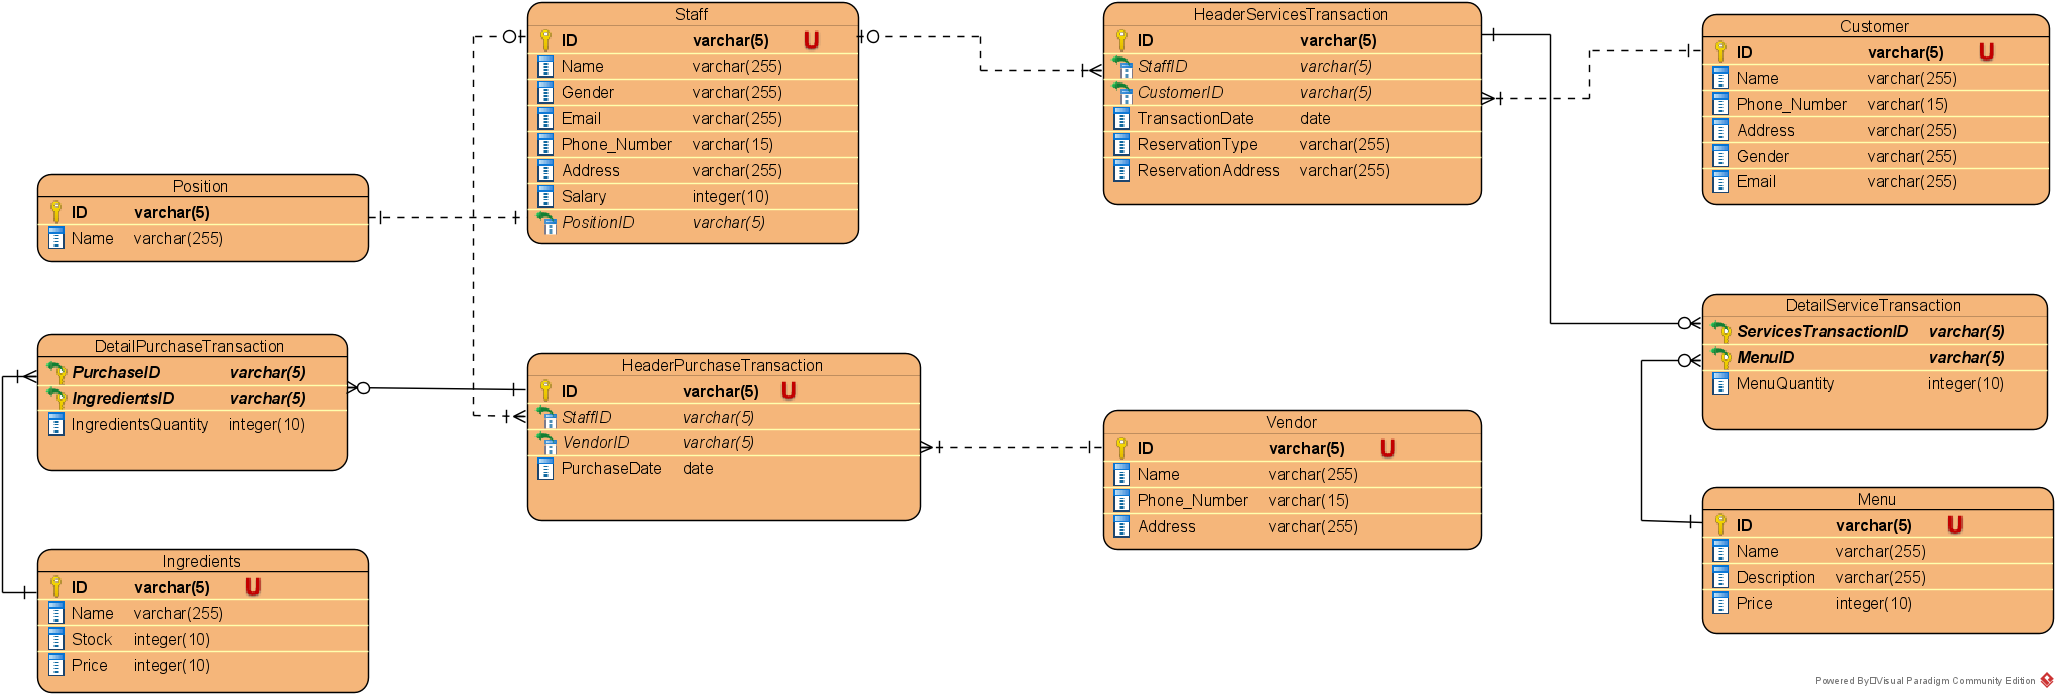 Staff
ID varchar(5) U
Name varchar(255)
Gender varchar(255)
Email varchar(255)
Phone_Number varchar(15)
Address varchar(255)
Salary integer(10)
PositionID varchar(5)
HeaderServicesTransaction
ID varchar(5)
StaffID varchar(5)
CustomerID varchar(5)
TransactionDate date
ReservationType varchar(255)
ReservationAddress varchar(255)
Customer
ID varchar(5) U
Name varchar(255)
Phone_Number varchar(15)
Address varchar(255)
Gender varchar(255)
Email varchar(255)
Position
ID varchar(5)
Name varchar(255)
DetailPurchaseTransaction
PurchaseID varchar(5)
IngredientsID varchar(5)
IngredientsQuantity integer(10)
HeaderPurchaseTransaction
ID varchar(5) U
StaffID varchar(5)
VendorID varchar(5)
PurchaseDate date
Vendor
ID varchar(5) U
Name varchar(255)
Phone_Number varchar(15)
Address varchar(255)
DetailServiceTransaction
ServicesTransactionID varchar(5)
MenuID varchar(5)
MenuQuantity integer(10)
Ingredients
ID varchar(5) U
Name varchar(255)
Stock integer(10)
Price integer(10)
Menu
ID varchar(5) U
Name varchar(255)
Description varchar(255)
Price integer(10)
Powered By Visual Paradigm Community Edition